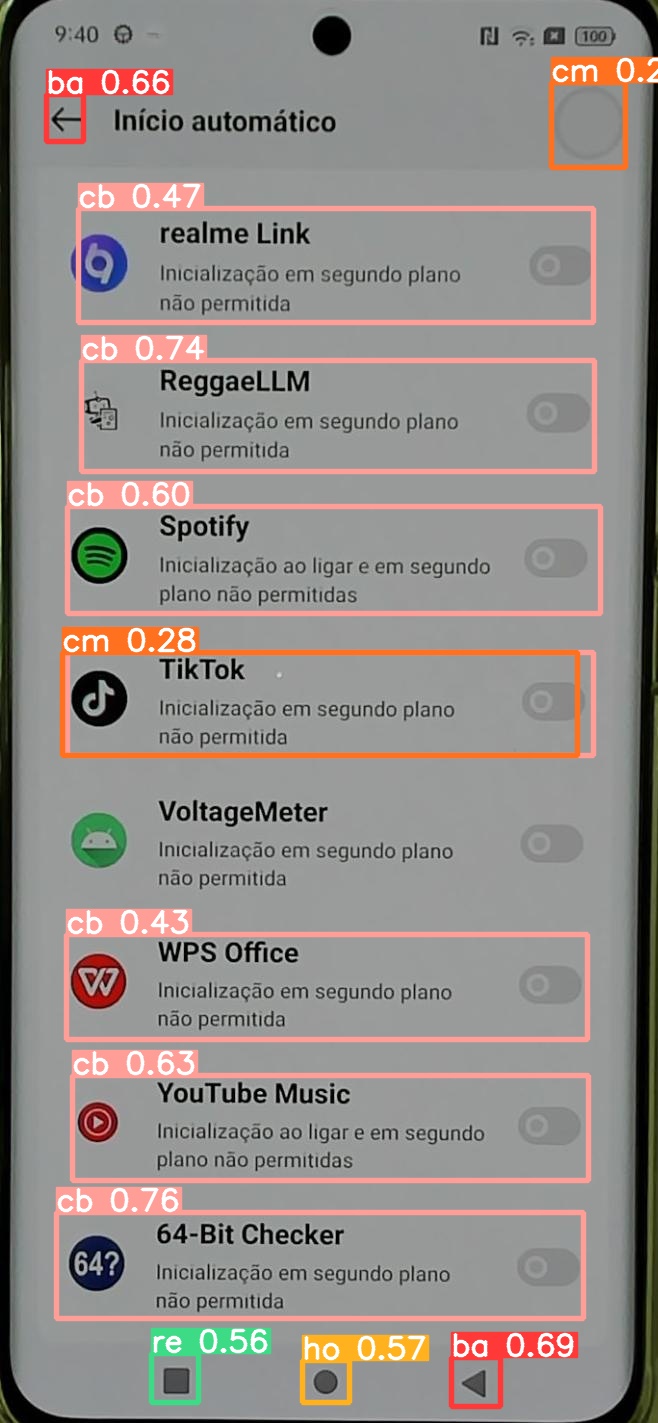 9:40
100
ba 0.66
cm 0.2
Início automático
cb 0.47
realme Link
Inicialização em segundo plano
não permitida
cb 0.74
ReggaeLLM
Inicialização em segundo plano
não permitida
cb 0.60
Spotify
Inicialização ao ligar e em segundo
plano não permitidas
cm 0.28
TikTok
Inicialização em segundo plano
não permitida
VoltageMeter
Inicialização em segundo plano
não permitida
cb 0.43
WPS Office
Inicialização em segundo plano
não permitida
cb 0.63
YouTube Music
Inicialização ao ligar e em segundo
plano não permitidas
cb 0.76
64?
64-Bit Checker
Inicialização em segundo plano
não permitida
re 0.56
ho 0.57
ba 0.69